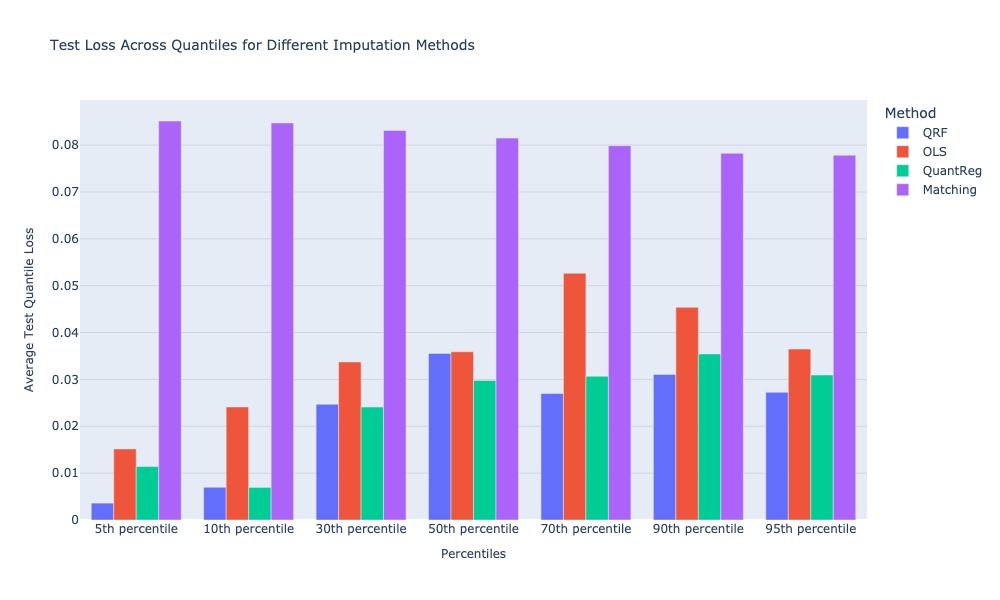 Test Loss Across Quantiles for Different Imputation Methods
Method
QRF
OLS
QuantReg
Matching
Average Test Quantile Loss
0.08
0.07
0.06
0.05
0.04
0.03
0.02
0.01
0
5th percentile
10th percentile
30th percentile
50th percentile
70th percentile
90th percentile
95th percentile
Percentiles